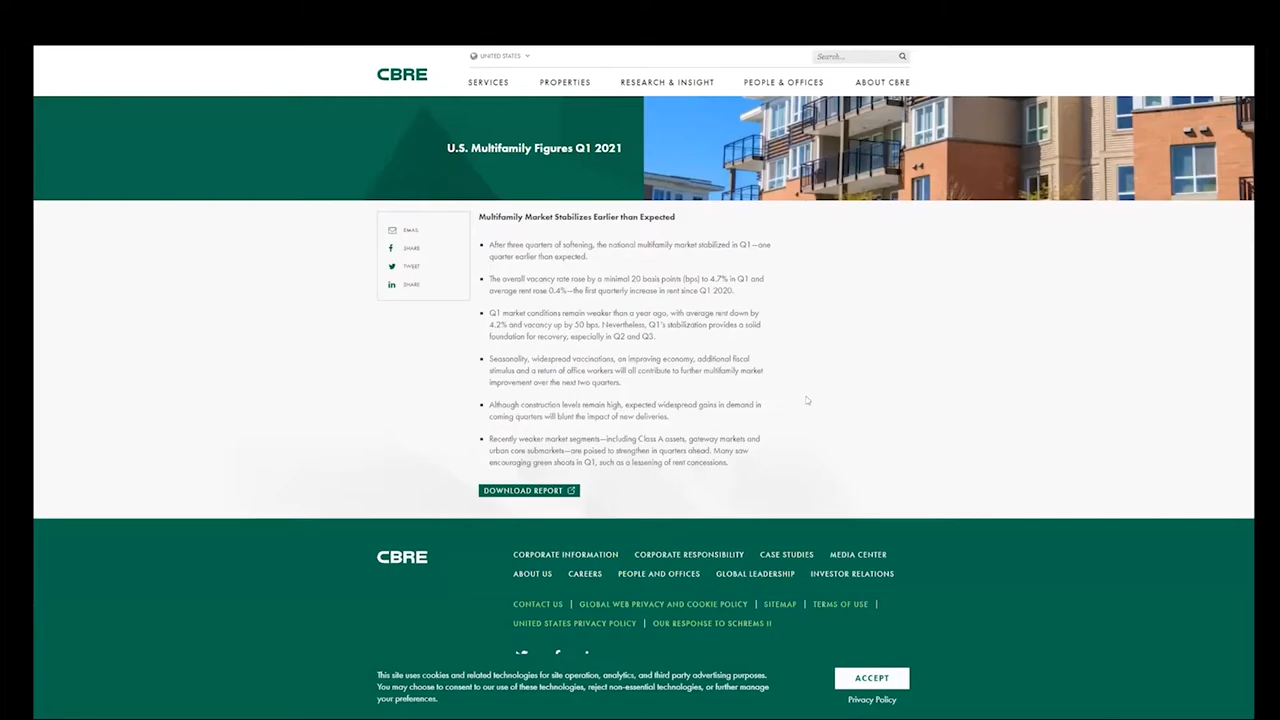 UNITED STATES
Search...
CBRE
SERVICES PROPERTIES RESEARCH & INSIGHT PEOPLE & OFFICES ABOUT CBRE
U.S. Multifamily Figures Q1 2021
EMAIL
SHARE
TWEET
SHARE
Multifamily Market Stabilizes Earlier than Expected
After three quarters of softening, the national multifamily market stabilized in Q1—one
quarter earlier than expected.
The overall vacancy rate rose by a minimal 20 basis points (bps) to 4.7% in Q1 and
average rent rose 0.4%—the first quarterly increase in rent since Q1 2020.
Q1 market conditions remain weaker than a year ago, with average rent down by
4.2% and vacancy up by 50 bps. Nevertheless, Q1's stabilization provides a solid
foundation for recovery, especially in Q2 and Q3.
Seasonality, widespread vaccinations, an improving economy, additional fiscal
stimulus and a return of office workers will all contribute to further multifamily market
improvement over the next two quarters.
Although construction levels remain high, expected widespread gains in demand in
coming quarters will blunt the impact of new deliveries.
Recently weaker market segments—including Class A assets, gateway markets and
urban core submarkets—are poised to strengthen in quarters ahead. Many saw
encouraging green shoots in Q1, such as a lessening of rent concessions.
DOWNLOAD REPORT
CBRE
CORPORATE INFORMATION CORPORATE RESPONSIBILITY CASE STUDIES MEDIA CENTER
ABOUT US CAREERS PEOPLE AND OFFICES GLOBAL LEADERSHIP INVESTOR RELATIONS
CONTACT US | GLOBAL WEB PRIVACY AND COOKIE POLICY | SITEMAP | TERMS OF USE |
UNITED STATES PRIVACY POLICY | OUR RESPONSE TO SCHREMS II
This site uses cookies and related technologies for site operation, analytics, and third party advertising purposes.
You may choose to consent to our use of these technologies, reject non-essential technologies, or further manage
your preferences.
ACCEPT
Privacy Policy